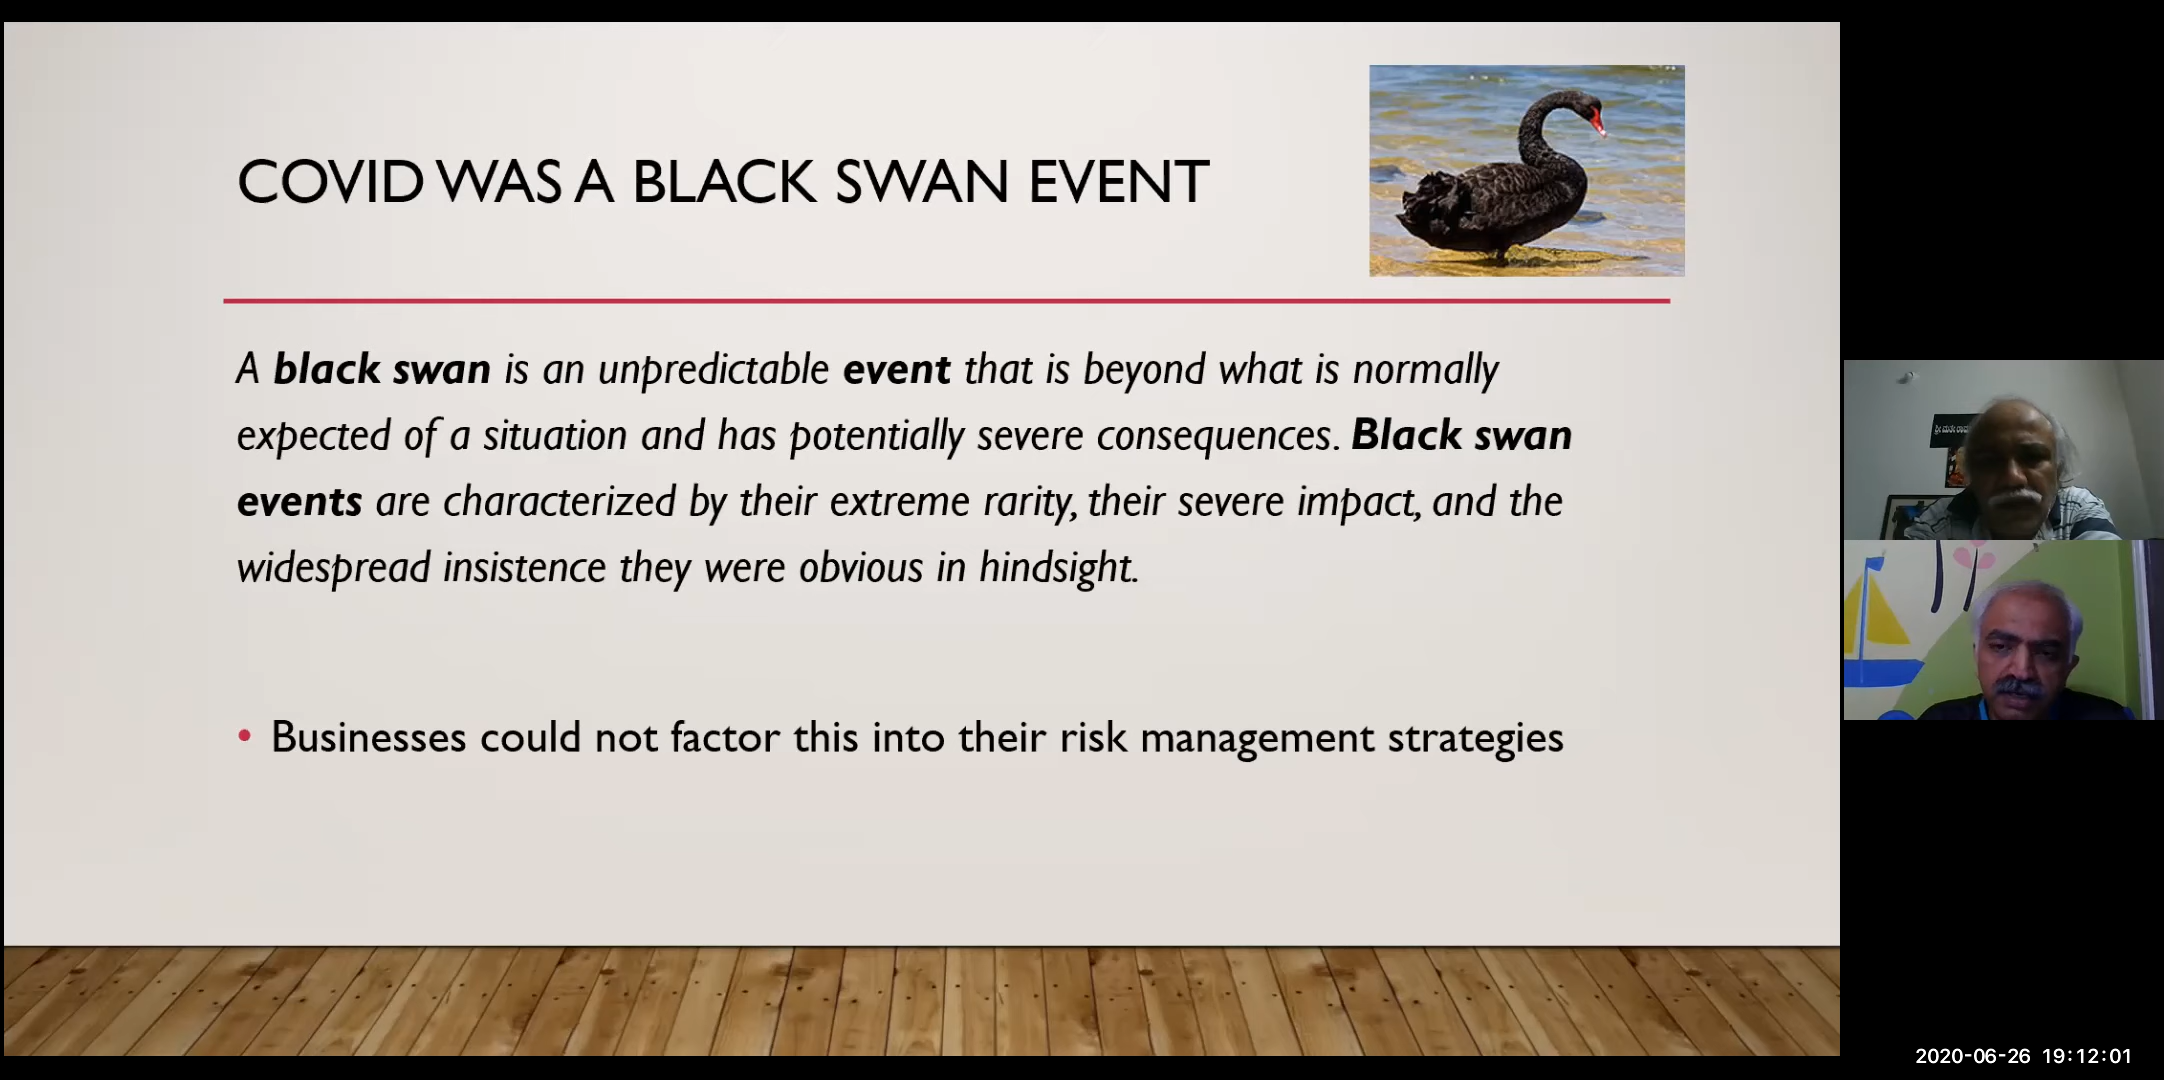 COVID WAS A BLACK SWAN EVENT
A black swan is an unpredictable event that is beyond what is normally
expected of a situation and has potentially severe consequences. Black swan
events are characterized by their extreme rarity, their severe impact, and the
widespread insistence they were obvious in hindsight.
• Businesses could not factor this into their risk management strategies
2020-06-26 19:12:01